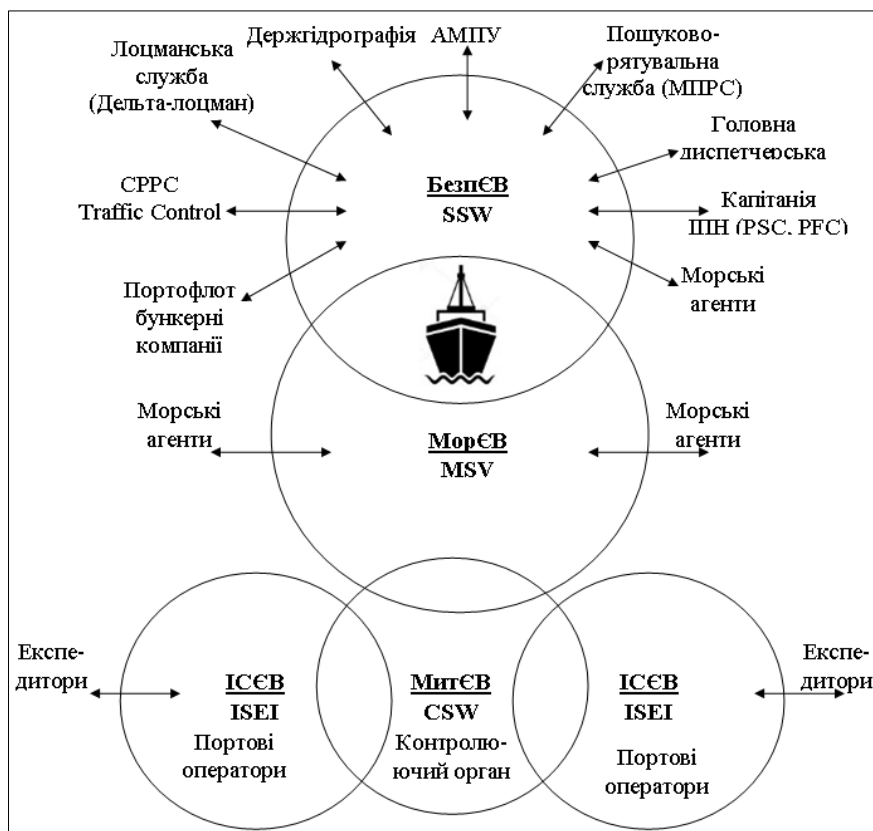 Держгідрографія
АМПУ
Пошуково-
рятувальна
служба (МПРС)
Лоцманська
служба
(Дельта-лоцман)
Головна
диспетчерська
БезпЄВ
SSW
СРРС
Traffic Control
Капітанія
ІПН (PSC, PFC)
Портофлот
бункерні
компанії
Морські
агенти
Морські
агенти
МорЄВ
MSV
Морські
агенти
Експе-
дитори
ІСЄВ
ISEI
Портові
оператори
МитЄВ
CSW
Контролю-
ючий орган
ІСЄВ
ISEI
Портові
оператори
Експе-
дитори